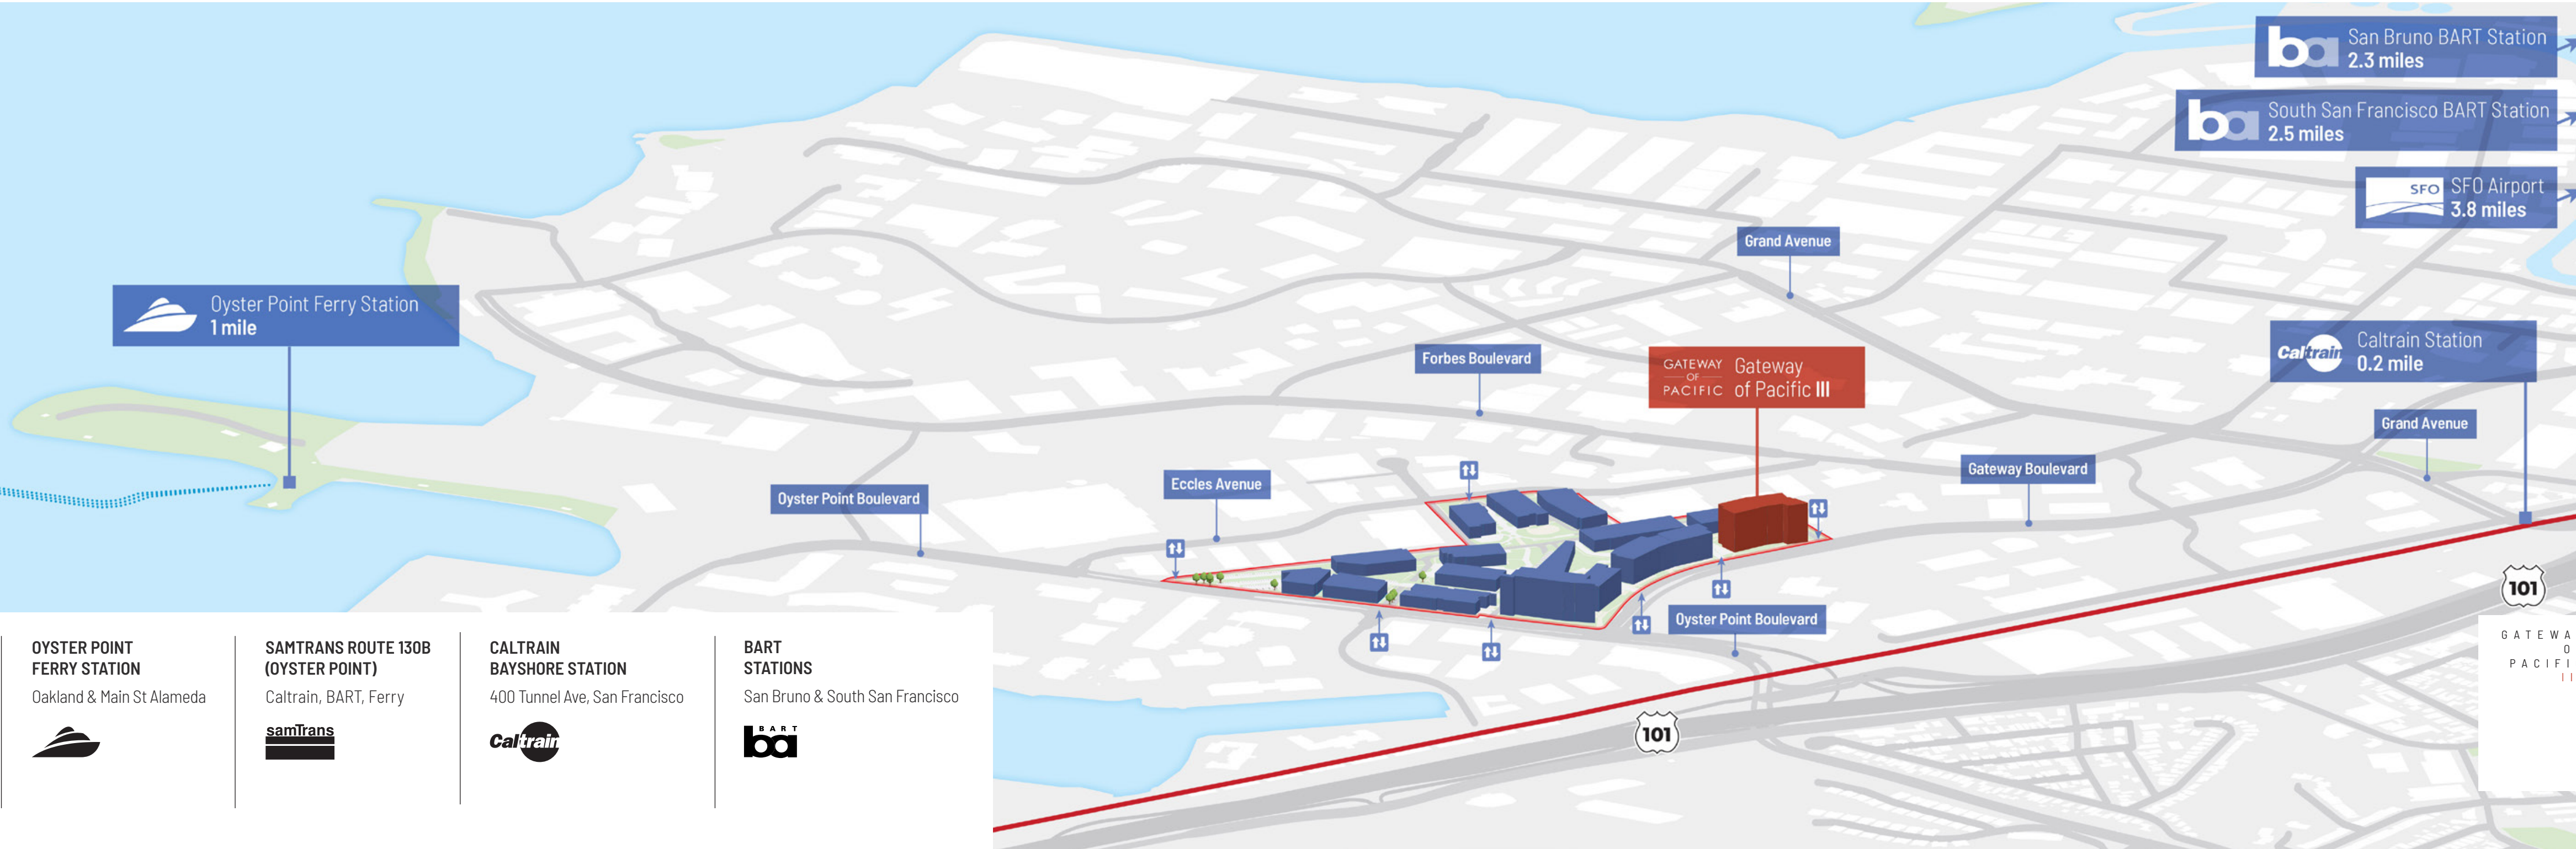 San Bruno BART Station
2.3 miles
South San Francisco BART Station
2.5 miles
SFO
SFO Airport
3.8 miles
Grand Avenue
Oyster Point Ferry Station
1 mile
Forbes Boulevard
GATEWAY
OF
PACIFIC
Gateway
of Pacific III
Caltrain
Caltrain Station
0.2 mile
Grand Avenue
Gateway Boulevard
Eccles Avenue
Oyster Point Boulevard
Oyster Point Boulevard
101
101
OYSTER POINT
FERRY STATION
Oakland & Main St Alameda
SAMTRANS ROUTE 130B
(OYSTER POINT)
Caltrain, BART, Ferry
samTrans
CALTRAIN
BAYSHORE STATION
400 Tunnel Ave, San Francisco
Caltrain
BART
STATIONS
San Bruno & South San Francisco
BART
ba
GATEWA
O
PACIFI
II